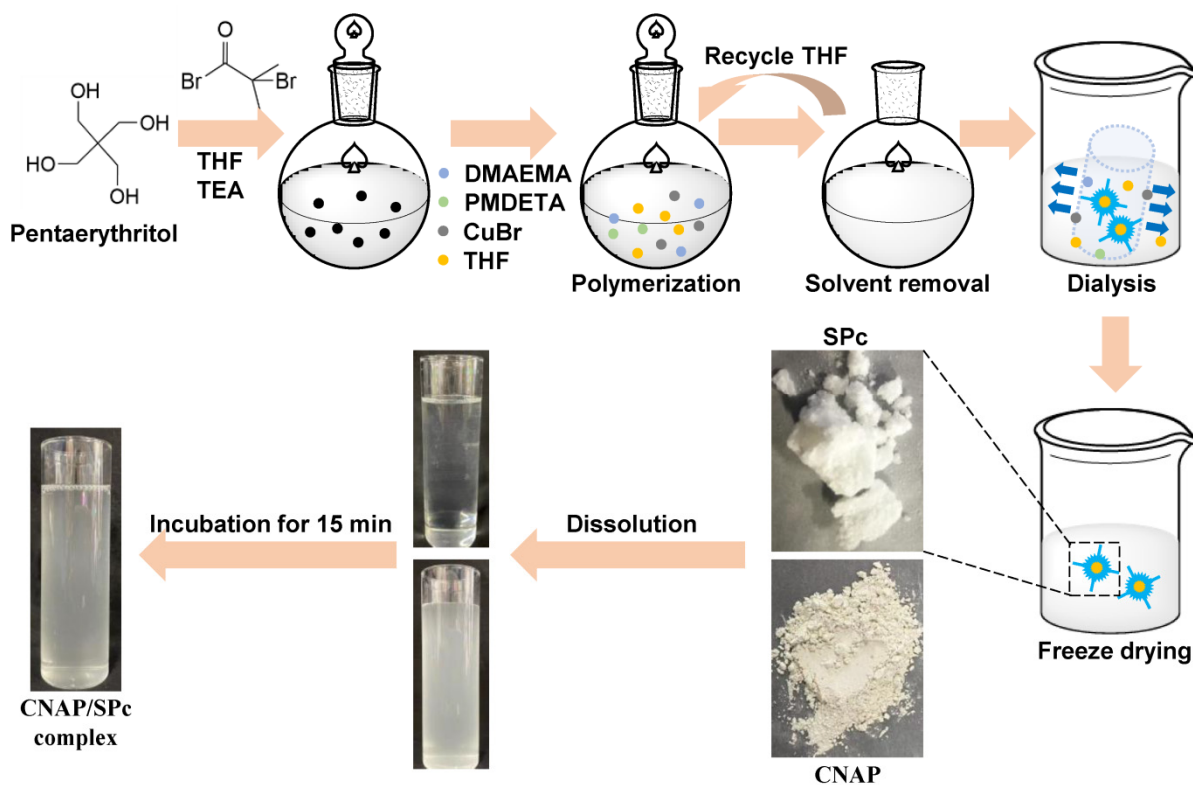 O
Br
Br
OH
OH
HO
OH
Pentaerythritol
THF
TEA
DMAEMA
PMDETA
CuBr
THF
Polymerization
Recycle THF
Solvent removal
Dialysis
SPc
Freeze drying
CNAP
Dissolution
Incubation for 15 min
CNAP/SPc
complex